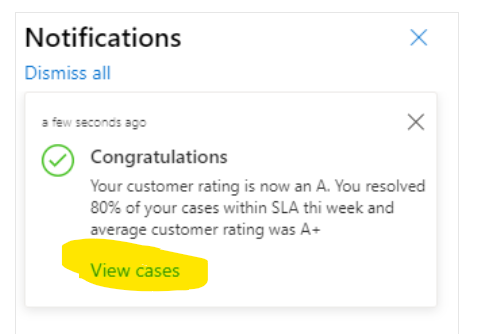 Notifications
Dismiss all
a few seconds ago
Congratulations
Your customer rating is now an A. You resolved
80% of your cases within SLA thi week and
average customer rating was A+
View cases